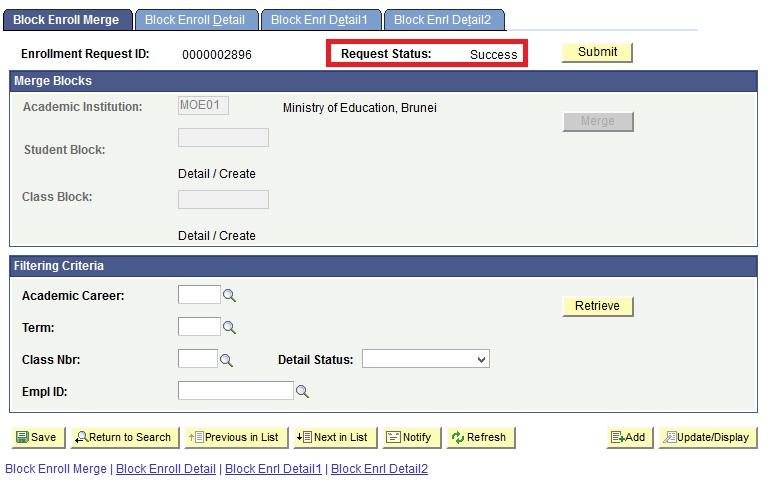 Block Enroll Merge Block Enroll Detail Block Enrl Detail1 Block Enrl Detail2
Enrollment Request ID: 0000002896 Request Status: Success Submit
Merge Blocks
Academic Institution: MOE01 Ministry of Education, Brunei Merge
Student Block:
Detail / Create
Class Block:
Detail / Create
Filtering Criteria
Academic Career: Retrieve
Term:
Class Nbr: Detail Status:
Empl ID:
Save Return to Search Previous in List Next in List Notify Refresh Add Update/Display
Block Enroll Merge | Block Enroll Detail | Block Enrl Detail1 | Block Enrl Detail2